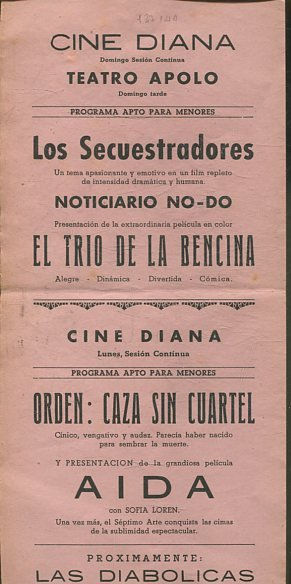 CINE DIANA
Domingo Sesión Contínua
TEATRO APOLO
Domingo tarde
PROGRAMA APTO PARA MENORES
Los Secuestradores
Un tema apasionante y emotivo en un film repleto
de intensidad dramática y humana.
NOTICIARIO NO-DO
Presentación de la extraordinaria película en color
EL TRIO DE LA BENCINA
Alegre - Dinámica - Divertida - Cómica.
CINE DIANA
Lunes, Sesión Contínua
PROGRAMA APTO PARA MENORES
ORDEN: CAZA SIN CUARTEL
Cínico, vengativo y audaz. Parecía haber nacido
para sembrar la muerte.
Y PRESENTACION de la grandiosa película
AIDA
con SOFIA LOREN.
Una vez más, el Séptimo Arte conquista las cimas
de la sublimidad espectacular.
PROXIMAMENTE:
LAS DIABOLICAS